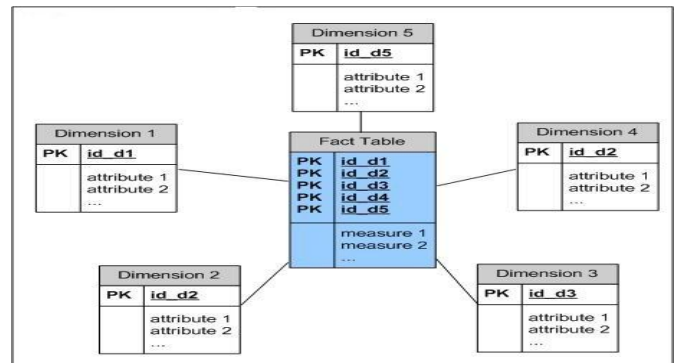 Dimension 5
PK id_d5
attribute 1
attribute 2
...
Dimension 1
PK id_d1
attribute 1
attribute 2
...
Fact Table
PK id_d1
PK id_d2
PK id_d3
PK id_d4
PK id_d5
measure 1
measure 2
...
Dimension 4
PK id_d2
attribute 1
attribute 2
...
Dimension 2
PK id_d2
attribute 1
attribute 2
...
Dimension 3
PK id_d3
attribute 1
attribute 2
...